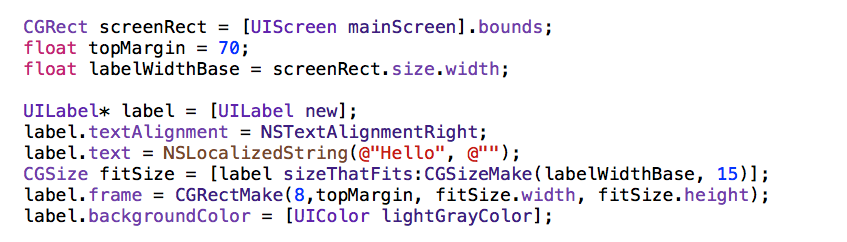 CGRect screenRect = [UIScreen mainScreen].bounds;
float topMargin = 70;
float labelWidthBase = screenRect.size.width;

UILabel* label = [UILabel new];
label.textAlignment = NSTextAlignmentRight;
label.text = NSLocalizedString(@"Hello", @"");
CGSize fitSize = [label sizeThatFits:CGSizeMake(labelWidthBase, 15)];
label.frame = CGRectMake(8,topMargin, fitSize.width, fitSize.height);
label.backgroundColor = [UIColor lightGrayColor];